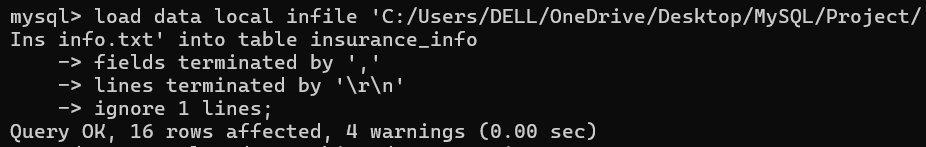 mysql> load data local infile 'C:/Users/DELL/OneDrive/Desktop/MySQL/Project/
Ins info.txt' into table insurance_info
    -> fields terminated by ','
    -> lines terminated by '\r\n'
    -> ignore 1 lines;
Query OK, 16 rows affected, 4 warnings (0.00 sec)